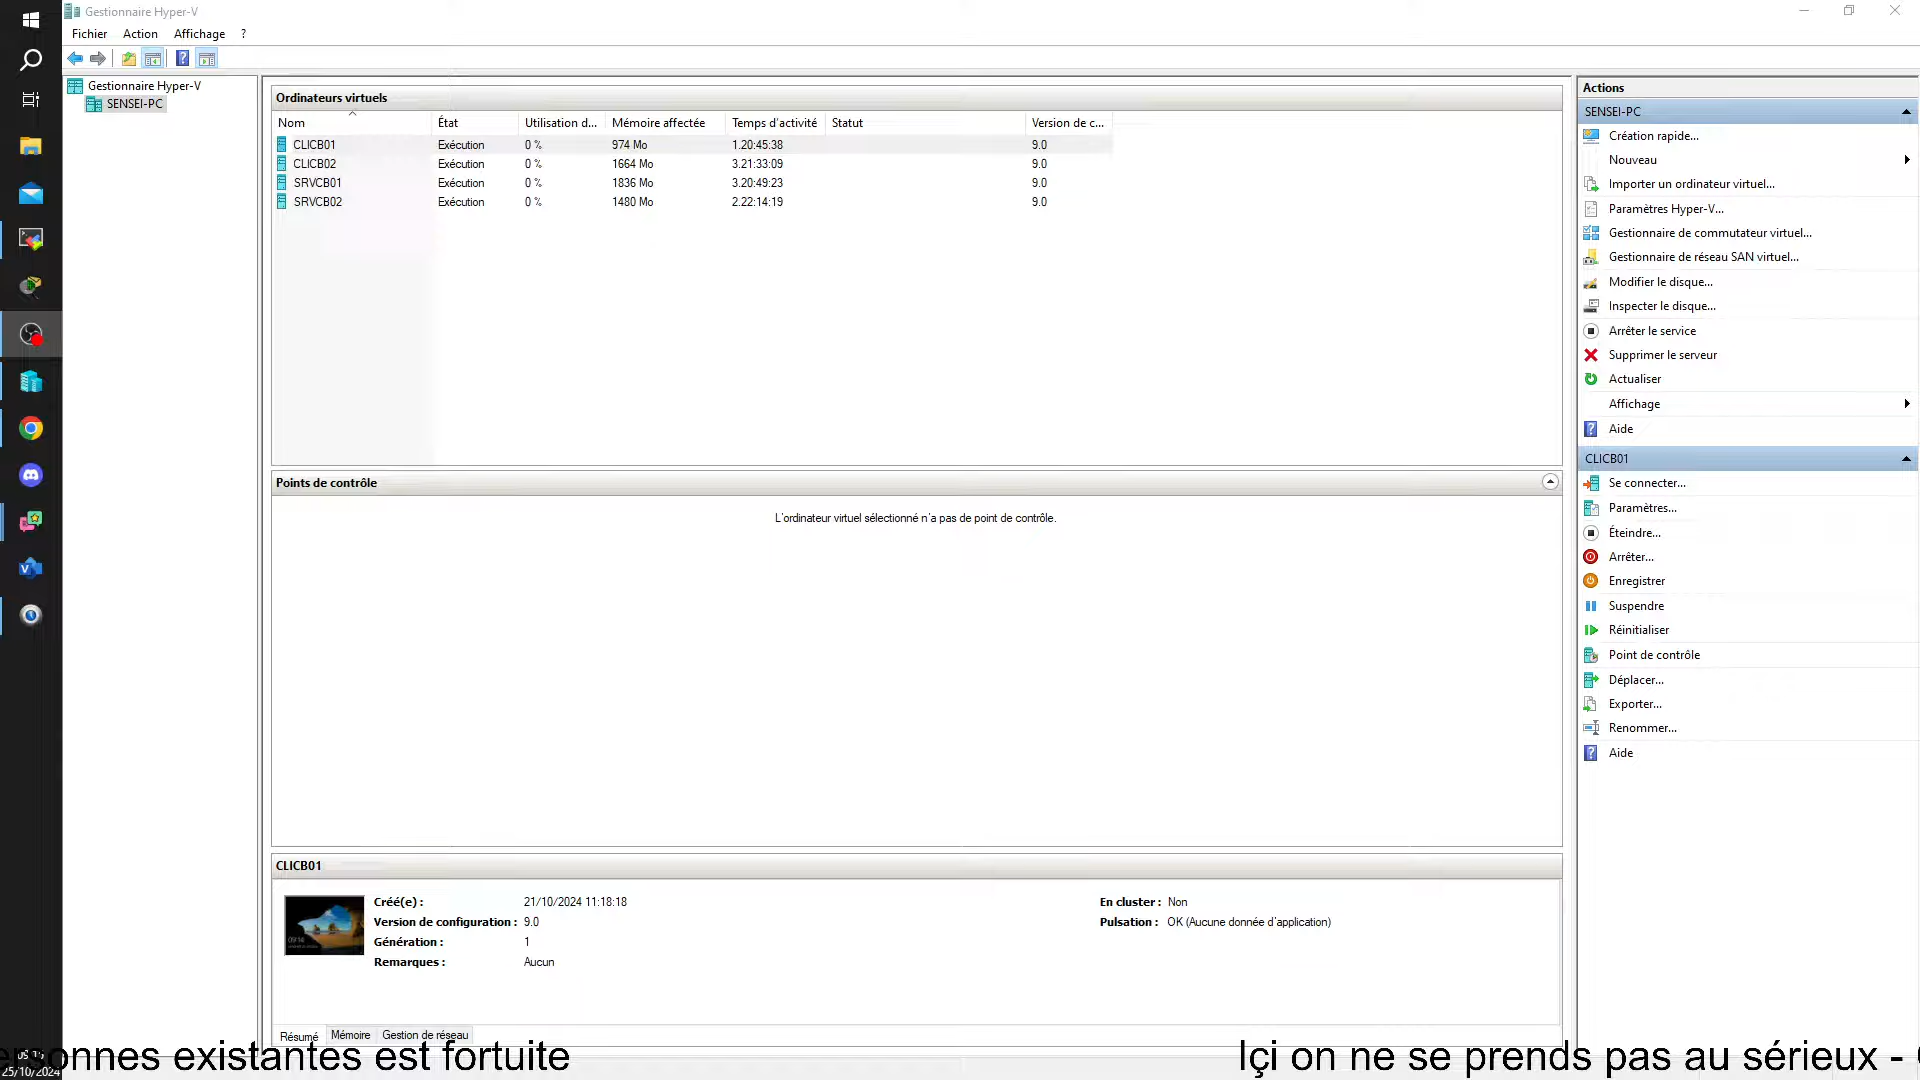 Gestionnaire Hyper-V
Fichier Action Affichage ?
Gestionnaire Hyper-V
SENSEI-PC
Ordinateurs virtuels
Nom État Utilisation d... Mémoire affectée Temps d'activité Statut Version de c...
CLICB01 Exécution 0 % 974 Mo 1.20:45:38 9.0
CLICB02 Exécution 0 % 1664 Mo 3.21:33:09 9.0
SRVCB01 Exécution 0 % 1836 Mo 3.20:49:23 9.0
SRVCB02 Exécution 0 % 1480 Mo 2.22:14:19 9.0
Points de contrôle
L'ordinateur virtuel sélectionné n'a pas de point de contrôle.
CLICB01
Créé(e) : 21/10/2024 11:18:18 En cluster : Non
Version de configuration : 9.0 Pulsation : OK (Aucune donnée d'application)
Génération : 1
Remarques : Aucun
09:14
Résumé Mémoire Gestion de réseau
Actions
SENSEI-PC
Création rapide...
Nouveau
Importer un ordinateur virtuel...
Paramètres Hyper-V...
Gestionnaire de commutateur virtuel...
Gestionnaire de réseau SAN virtuel...
Modifier le disque...
Inspecter le disque...
Arrêter le service
Supprimer le serveur
Actualiser
Affichage
Aide
CLICB01
Se connecter...
Paramètres...
Éteindre...
Arrêter...
Enregistrer
Suspendre
Réinitialiser
Point de contrôle
Déplacer...
Exporter...
Renommer...
Aide
ersonnes existantes est fortuite Içi on ne se prends pas au sérieux -
25/10/2024